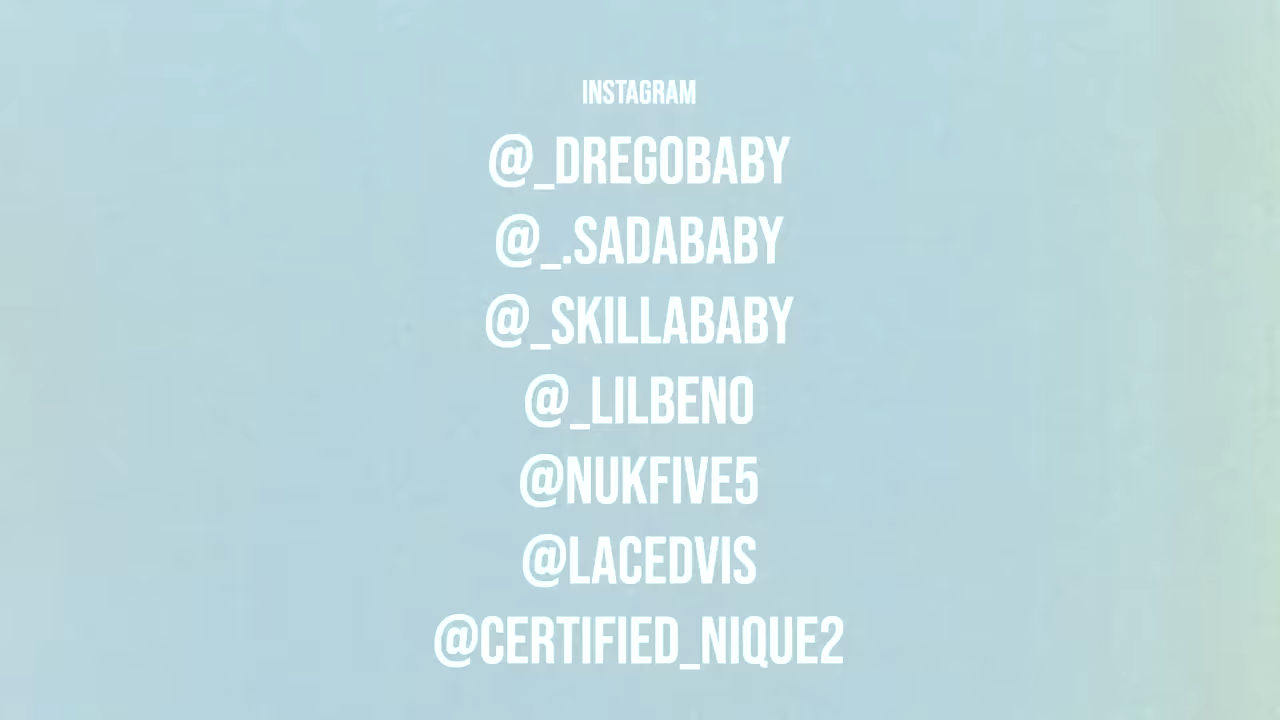 INSTAGRAM
@_DREGOBABY
@_.SADABABY
@_SKILLABABY
@_LILBENO
@NUKFIVE5
@LACEDVIS
@CERTIFIED_NIQUE2